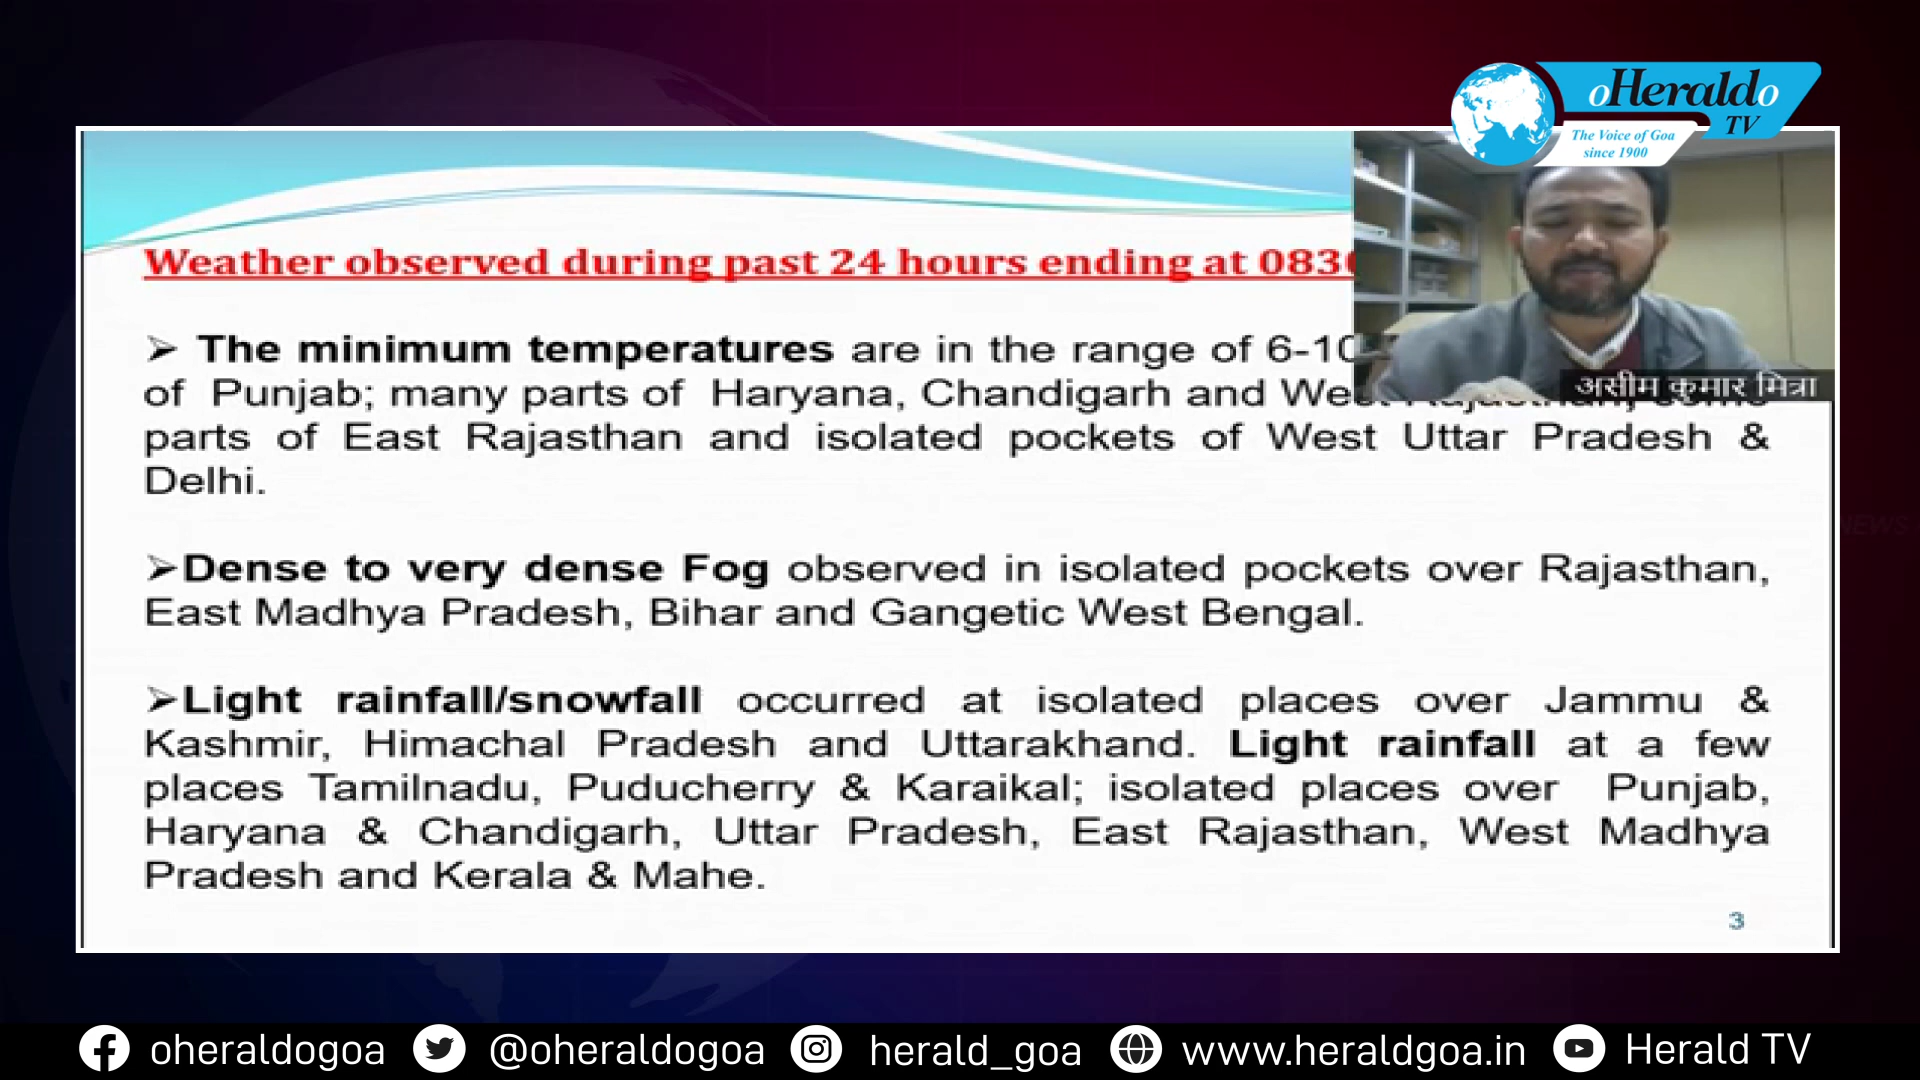 oHeraldo
TV
The Voice of Goa
since 1900
Weather observed during past 24 hours ending at 083
➢ The minimum temperatures are in the range of 6-10
of Punjab; many parts of Haryana, Chandigarh and West Rajasthan; some
parts of East Rajasthan and isolated pockets of West Uttar Pradesh &
Delhi.
असीम कुमार मित्रा
➢Dense to very dense Fog observed in isolated pockets over Rajasthan,
East Madhya Pradesh, Bihar and Gangetic West Bengal.
➢Light rainfall/snowfall occurred at isolated places over Jammu &
Kashmir, Himachal Pradesh and Uttarakhand. Light rainfall at a few
places Tamilnadu, Puducherry & Karaikal; isolated places over Punjab,
Haryana & Chandigarh, Uttar Pradesh, East Rajasthan, West Madhya
Pradesh and Kerala & Mahe.
3
NEWS
oheraldogoa @oheraldogoa herald_goa www.heraldgoa.in Herald TV